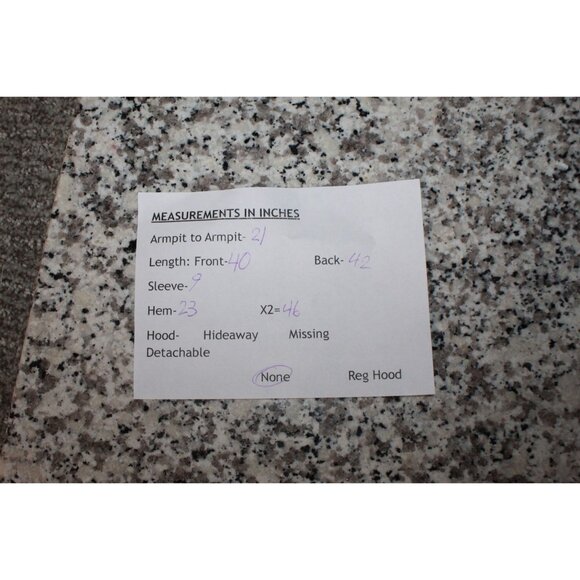 MEASUREMENTS IN INCHES
Armpit to Armpit- 21
Length: Front- 40 Back- 42
Sleeve- 9
Hem- 23 X2= 46
Hood- Hideaway Missing
Detachable
None Reg Hood